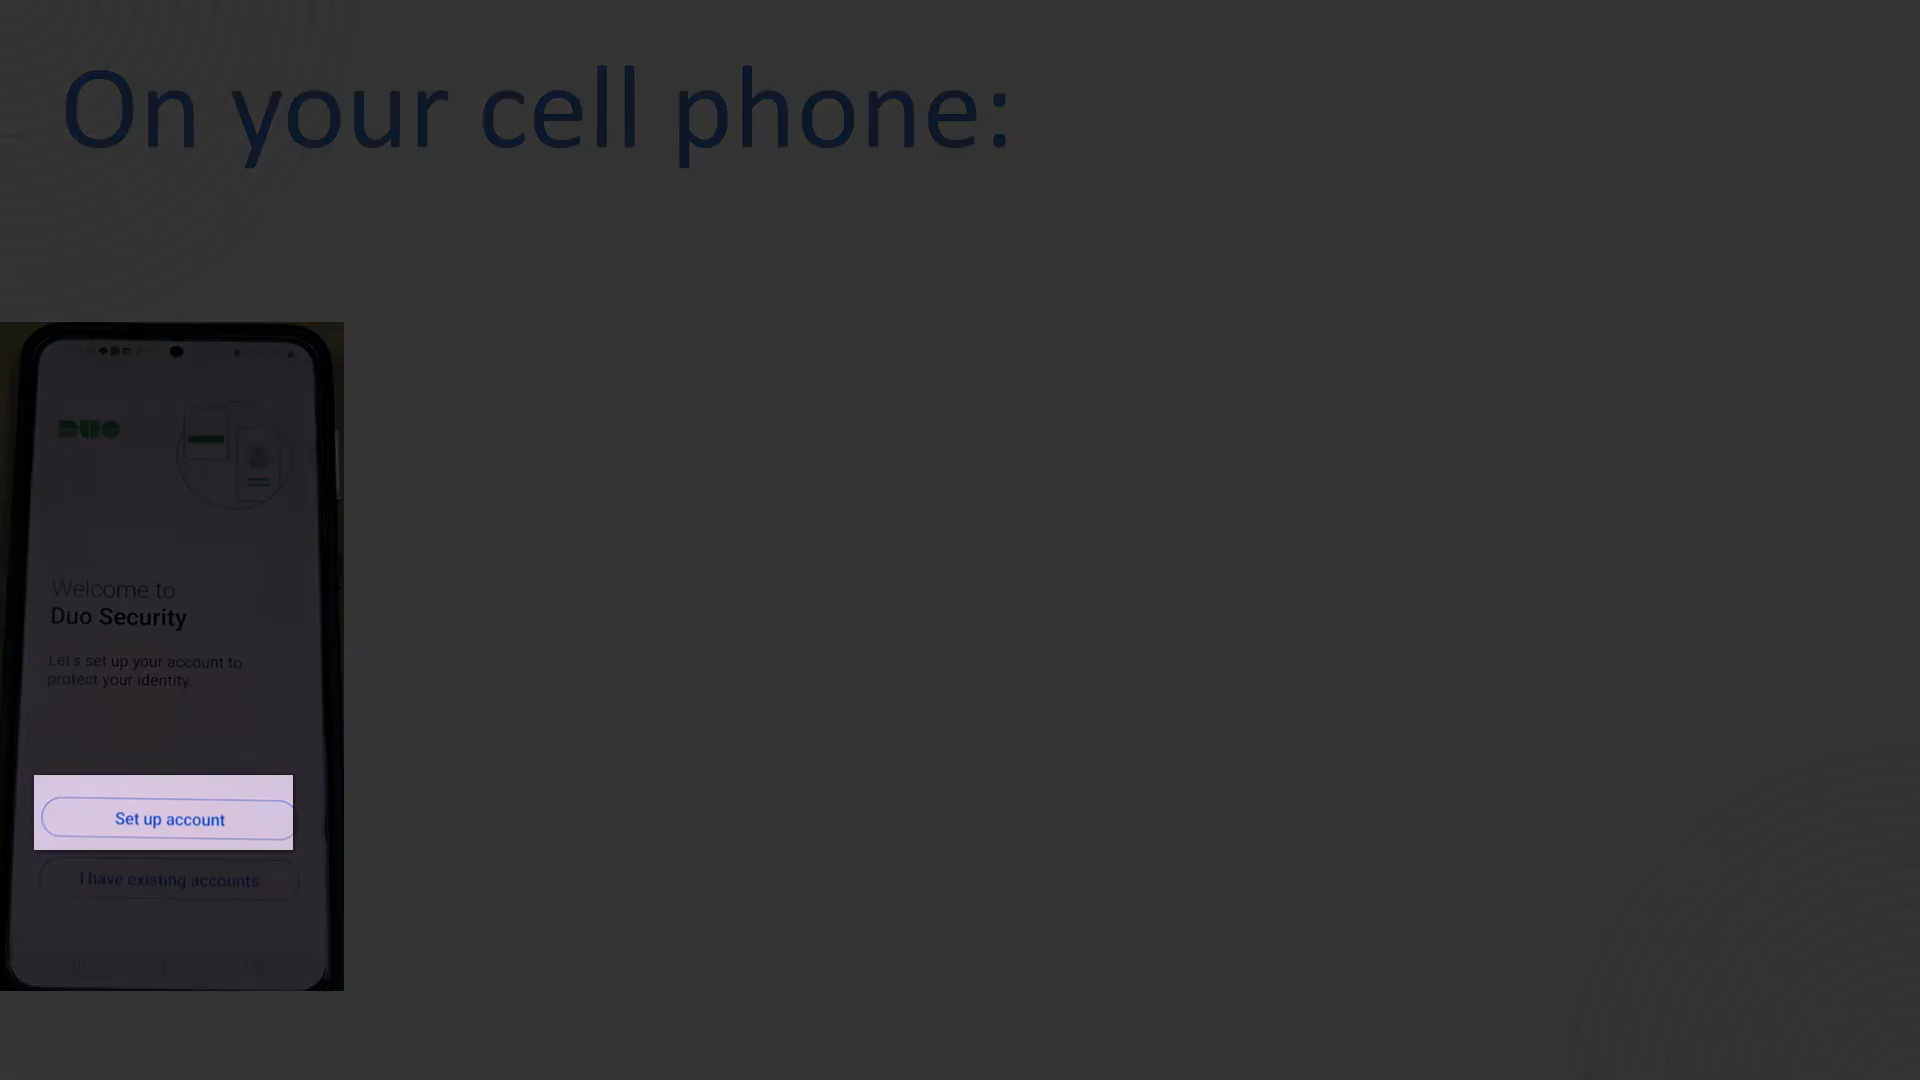 On your cell phone:
DUO
Welcome to
Duo Security
Let's set up your account to
protect your identity.
Set up account
I have existing accounts